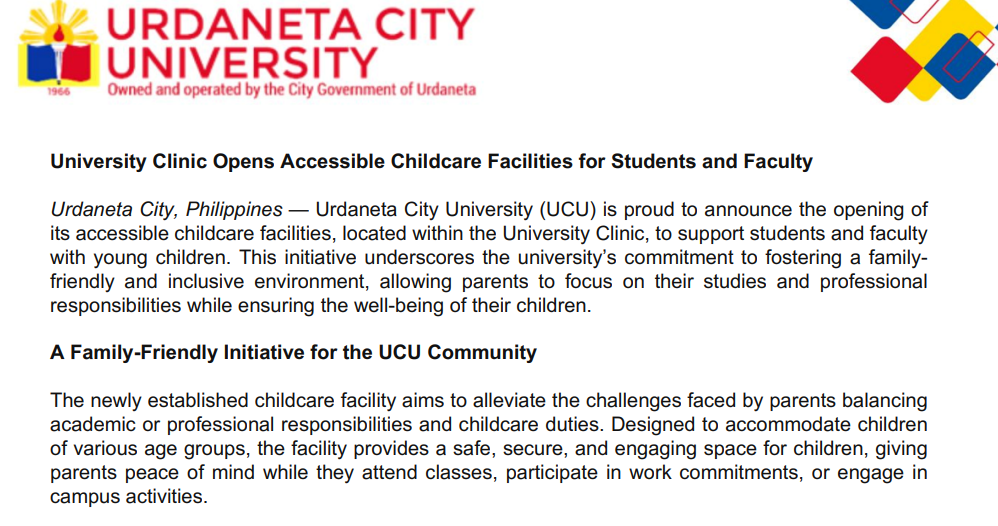 URDANETA CITY
UNIVERSITY
1966
Owned and operated by the City Government of Urdaneta
University Clinic Opens Accessible Childcare Facilities for Students and Faculty
Urdaneta City, Philippines — Urdaneta City University (UCU) is proud to announce the opening of
its accessible childcare facilities, located within the University Clinic, to support students and faculty
with young children. This initiative underscores the university’s commitment to fostering a family-
friendly and inclusive environment, allowing parents to focus on their studies and professional
responsibilities while ensuring the well-being of their children.
A Family-Friendly Initiative for the UCU Community
The newly established childcare facility aims to alleviate the challenges faced by parents balancing
academic or professional responsibilities and childcare duties. Designed to accommodate children
of various age groups, the facility provides a safe, secure, and engaging space for children, giving
parents peace of mind while they attend classes, participate in work commitments, or engage in
campus activities.